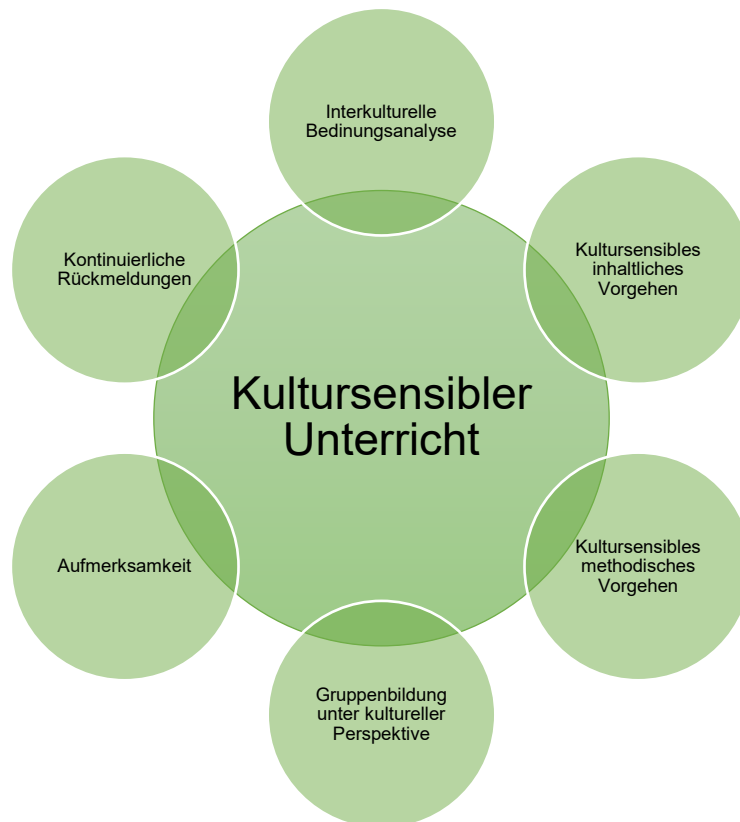 Interkulturelle
Bedinungsanalyse
Kontinuierliche
Rückmeldungen
Kultursensibles
inhaltliches
Vorgehen
Kultursensibler
Unterricht
Aufmerksamkeit
Kultursensibles
methodisches
Vorgehen
Gruppenbildung
unter kultureller
Perspektive